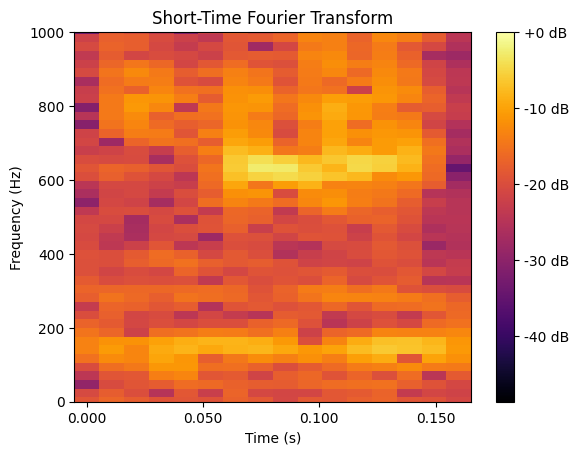 Short-Time Fourier Transform
1000
800
600
400
200
0
Frequency (Hz)
0.000
0.050
0.100
0.150
Time (s)
+0 dB
-10 dB
-20 dB
-30 dB
-40 dB